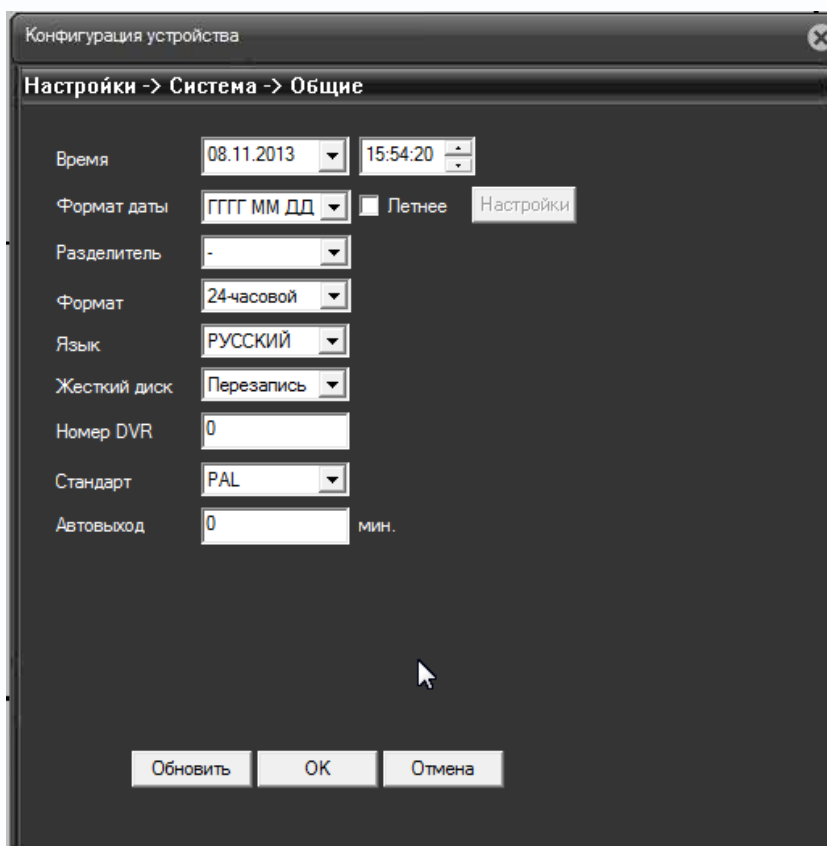 Конфигурация устройства
Настройки -> Система -> Общие
Время 08.11.2013 15:54:20
Формат даты ГГГГ ММ ДД Летнее Настройки
Разделитель -
Формат 24-часовой
Язык РУССКИЙ
Жесткий диск Перезапись
Номер DVR 0
Стандарт PAL
Автовыход 0 мин.
Обновить OK Отмена